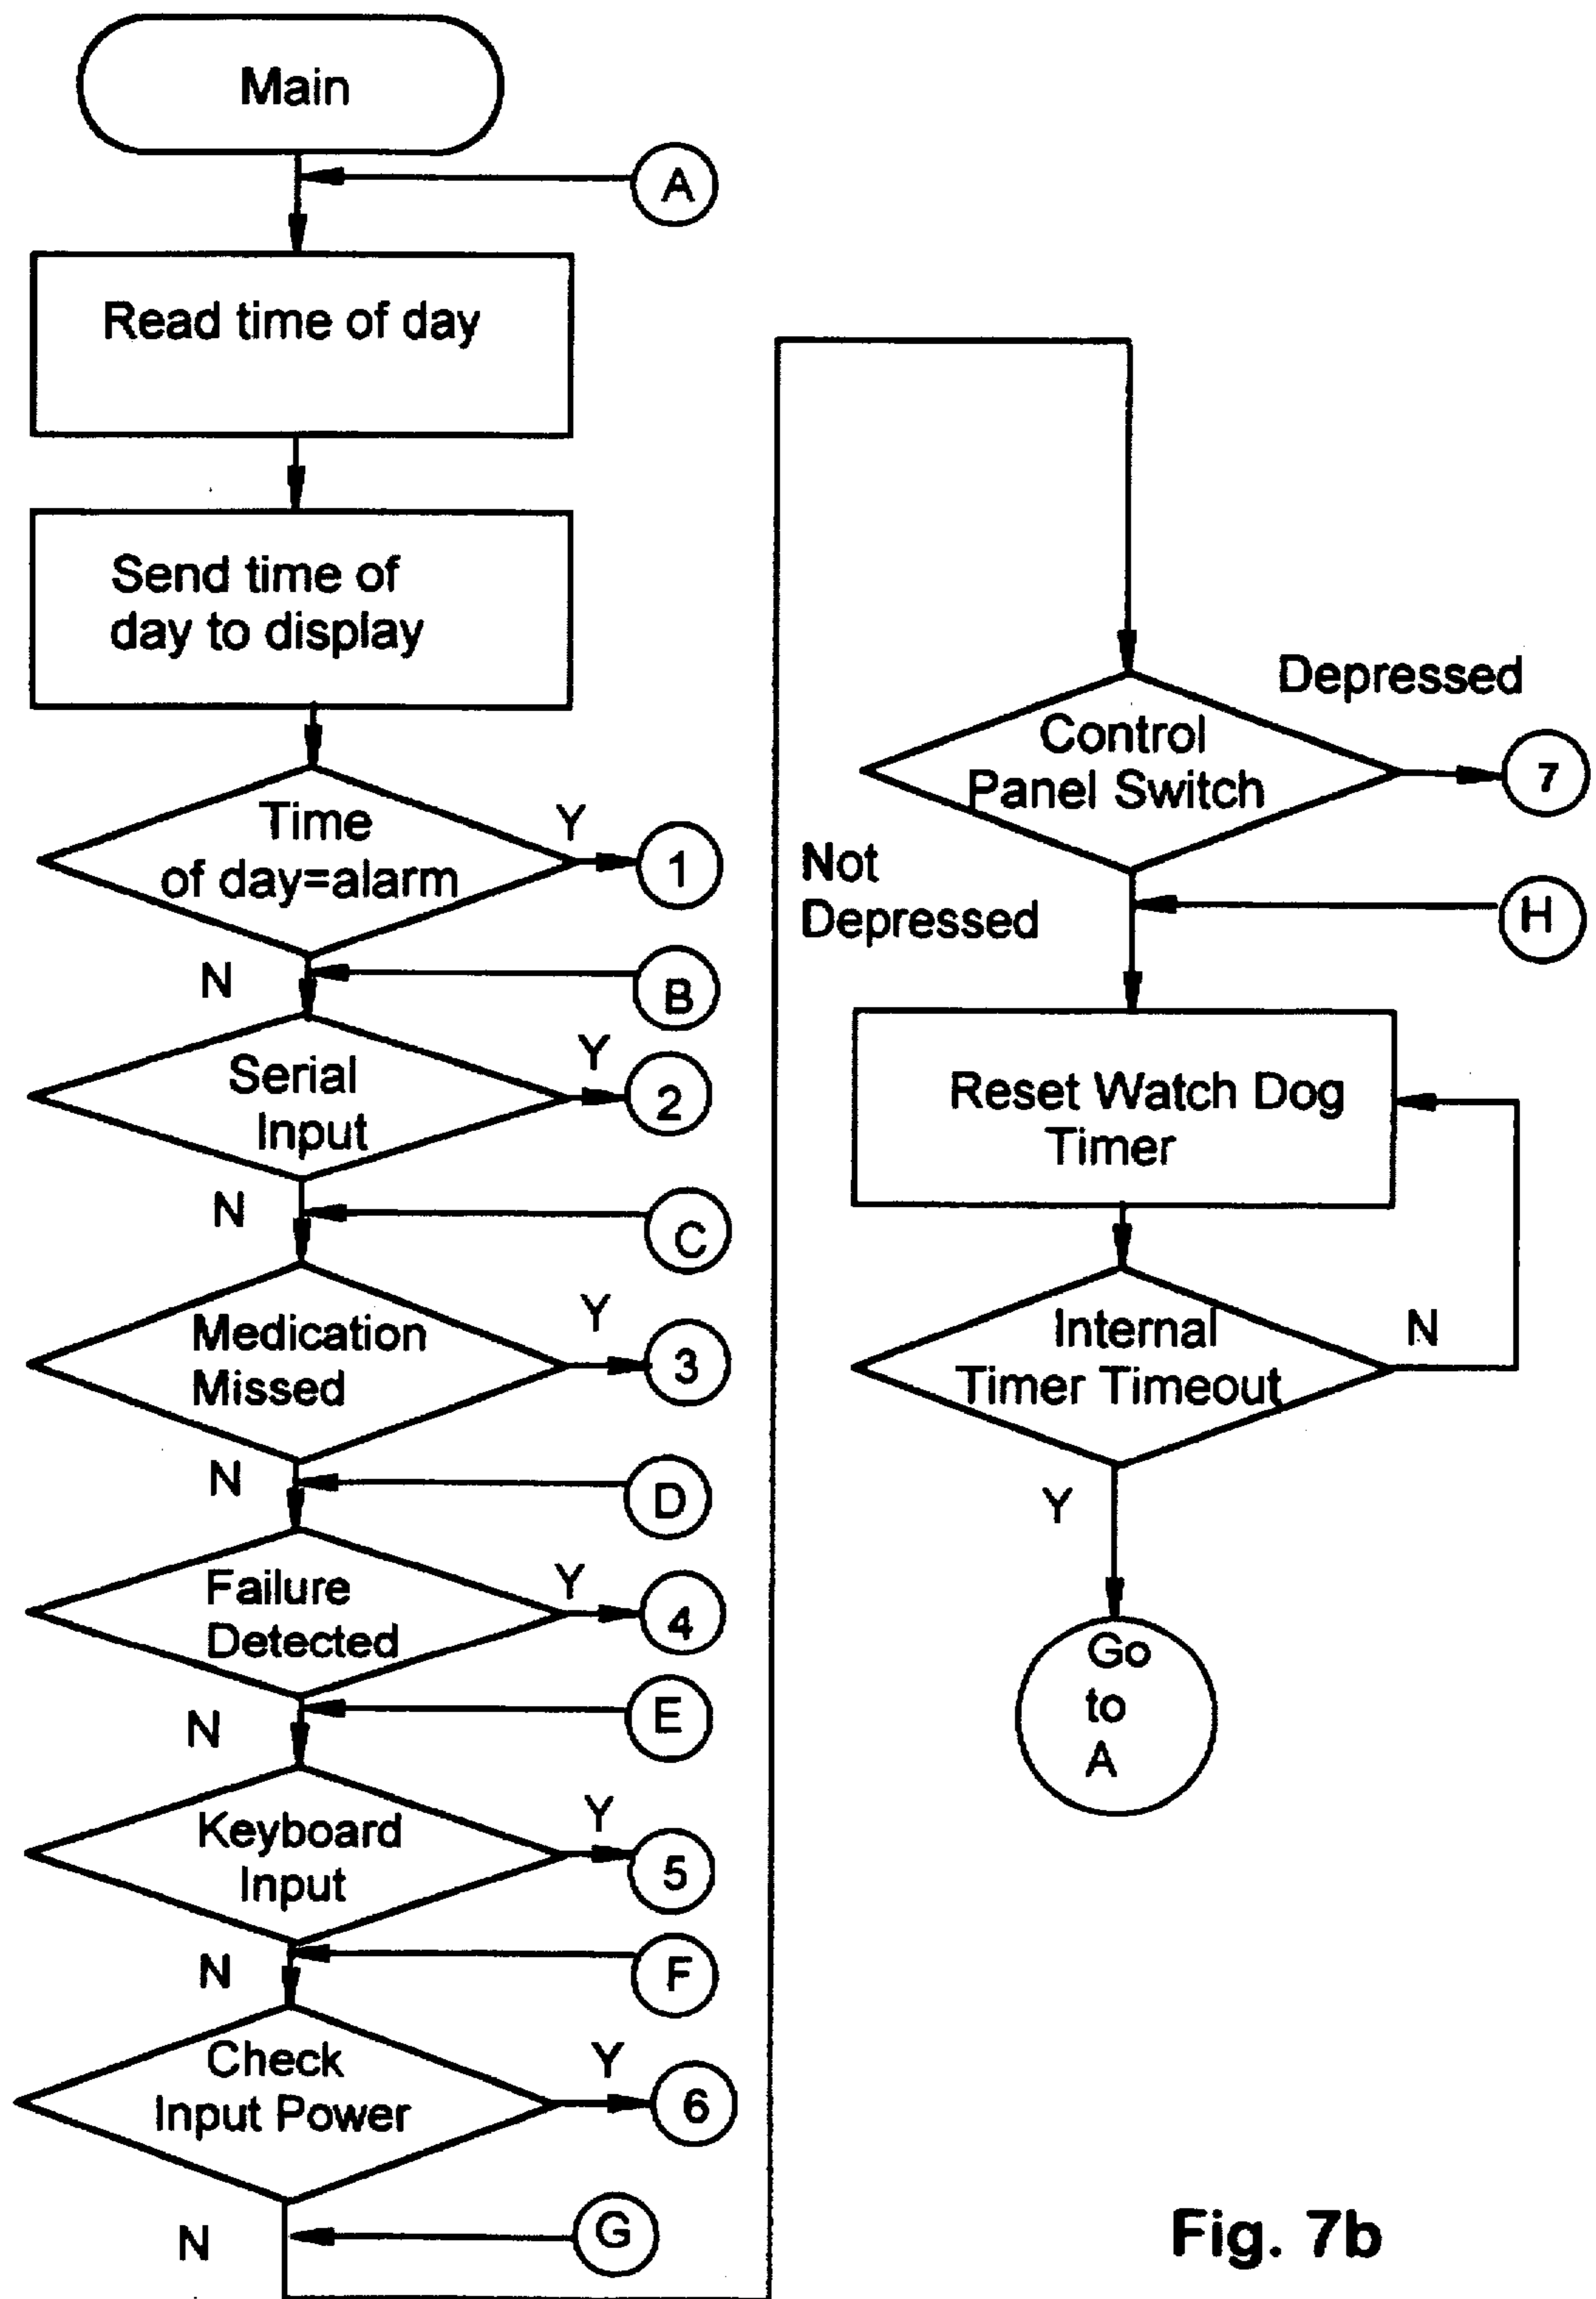 Main
A
Read time of day
Send time of
day to display
Time
of day=alarm
Y
1
N
B
Serial
Input
Y
2
N
C
Medication
Missed
Y
3
N
D
Failure
Detected
Y
4
N
E
Keyboard
Input
Y
5
N
F
Check
Input Power
Y
6
N
G
Control
Panel Switch
Depressed
7
Not
Depressed
H
Reset Watch Dog
Timer
Internal
Timer Timeout
N
Y
Go
to
A
Fig. 7b